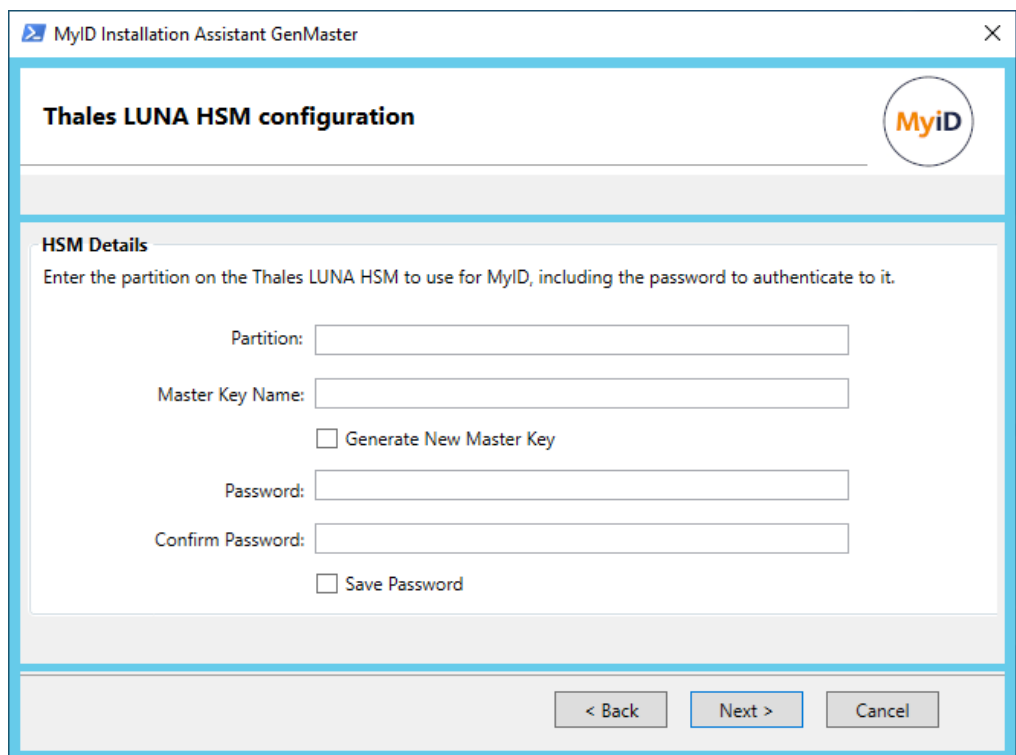 MyID Installation Assistant GenMaster
Thales LUNA HSM configuration
MyiD
HSM Details
Enter the partition on the Thales LUNA HSM to use for MyID, including the password to authenticate to it.
Partition:
Master Key Name:
Generate New Master Key
Password:
Confirm Password:
Save Password
< Back Next > Cancel